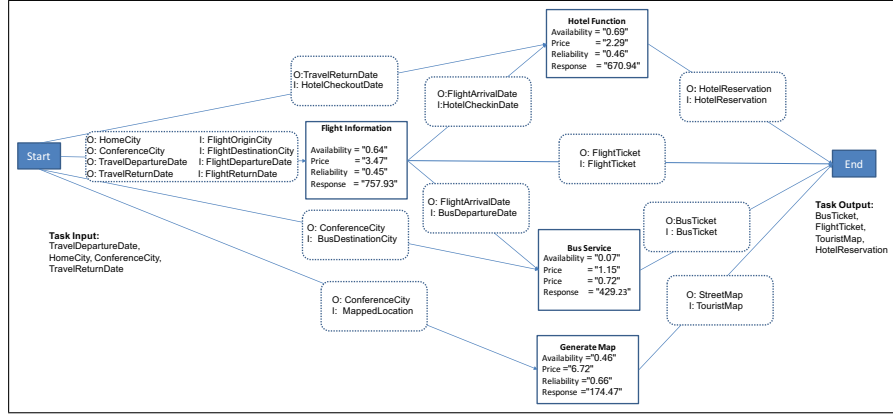 Hotel Function
Availability = "0.69"
Price = "2.29"
Reliability = "0.46"
Response = "670.94"
O:TravelReturnDate
I: HotelCheckoutDate
O:FlightArrivalDate
I:HotelCheckinDate
O: HotelReservation
I: HotelReservation
Start
O: HomeCity I: FlightOriginCity
O: ConferenceCity I: FlightDestinationCity
O: TravelDepartureDate I: FlightDepartureDate
O: TravelReturnDate I: FlightReturnDate
Flight Information
Availability = "0.64"
Price = "3.47"
Reliability = "0.45"
Response = "757.93"
O: FlightTicket
I: FlightTicket
End
O: FlightArrivalDate
I: BusDepartureDate
Task Input:
TravelDepartureDate,
HomeCity, ConferenceCity,
TravelReturnDate
O: ConferenceCity
I: BusDestinationCity
Bus Service
Availability = "0.07"
Price = "1.15"
Price = "0.72"
Response = "429.23"
O:BusTicket
I : BusTicket
Task Output:
BusTicket,
FlightTicket,
TouristMap,
HotelReservation
O: ConferenceCity
I: MappedLocation
O: StreetMap
I: TouristMap
Generate Map
Availability ="0.46"
Price ="6.72"
Reliability ="0.66"
Response ="174.47"